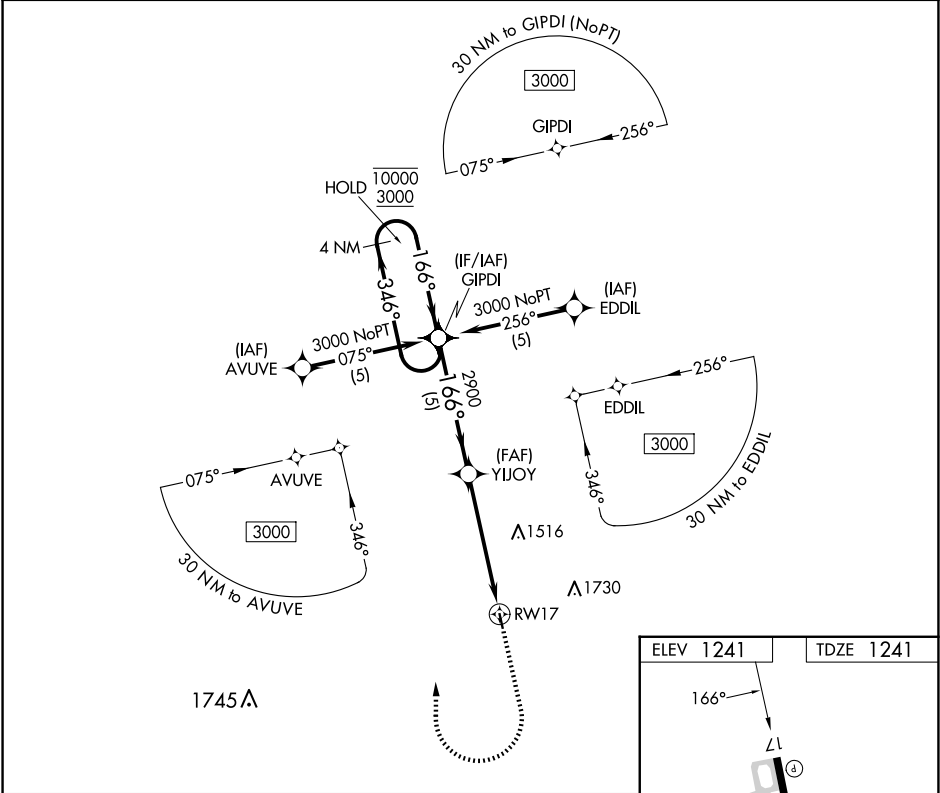 30 NM to GIPDI (NoPT)
3000
GIPDI
075°
256°
HOLD
10000
3000
4 NM
166°
346°
(IF/IAF)
GIPDI
(IAF)
EDDIL
3000 NoPT
256°
(5)
(IAF)
AVUVE
3000 NoPT
075°
(5)
2900
166°
(5)
256°
EDDIL
3000
346°
30 NM to EDDIL
(FAF)
YIJOY
075°
AVUVE
3000
346°
30 NM to AVUVE
1516
1730
RW17
1745
ELEV 1241
TDZE 1241
166°
17
P